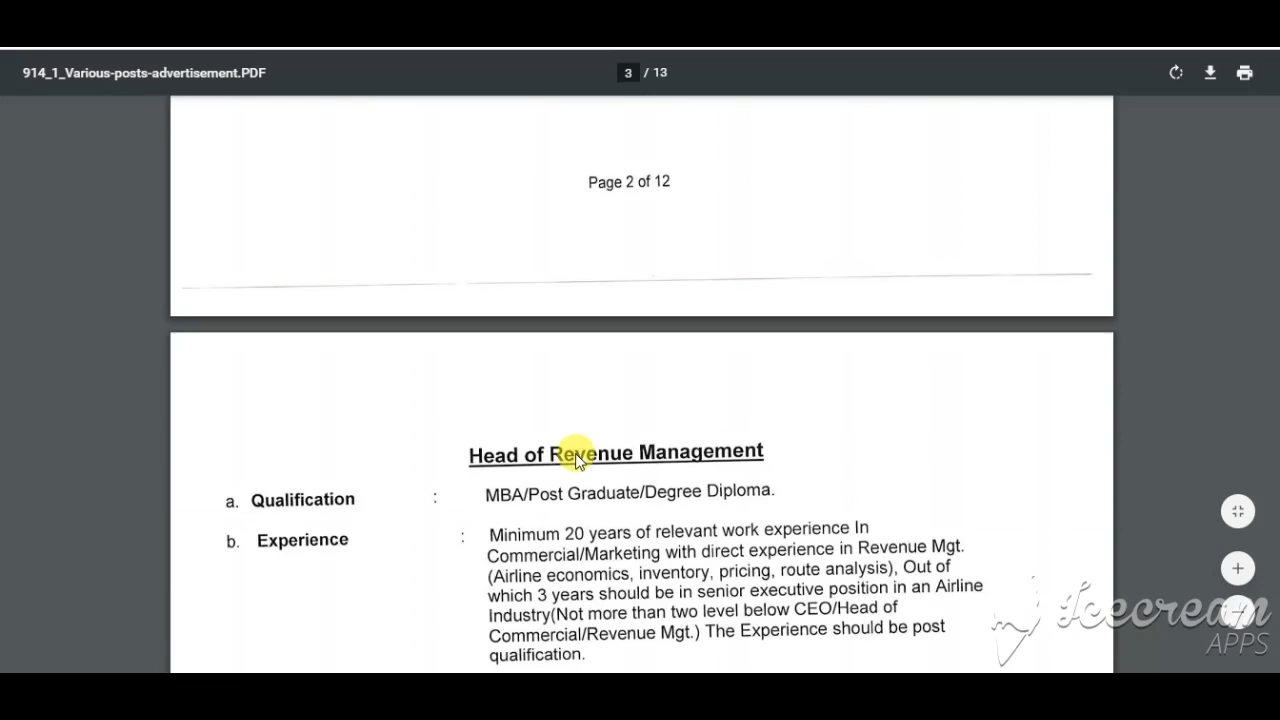 914_1_Various-posts-advertisement.PDF
3 / 13
Page 2 of 12
Head of Revenue Management
a. Qualification : MBA/Post Graduate/Degree Diploma.
b. Experience : Minimum 20 years of relevant work experience In
Commercial/Marketing with direct experience in Revenue Mgt.
(Airline economics, inventory, pricing, route analysis), Out of
which 3 years should be in senior executive position in an Airline
Industry(Not more than two level below CEO/Head of
Commercial/Revenue Mgt.) The Experience should be post
qualification.
Icecream
APPS